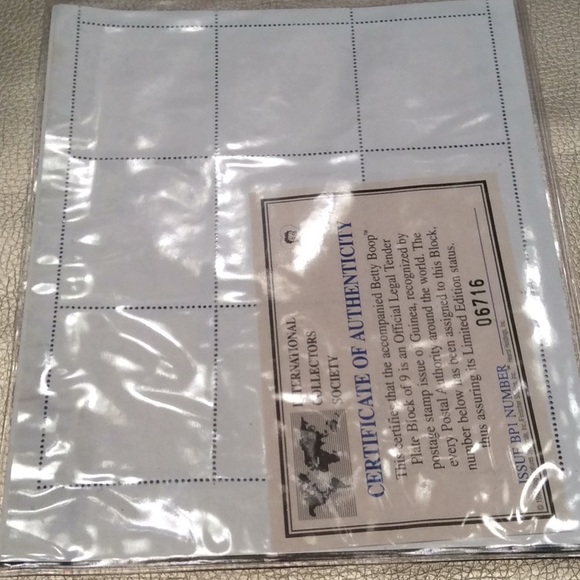 INTERNATIONAL
COLLECTORS
SOCIETY
CERTIFICATE OF AUTHENTICITY
This certifies that the accompanied Betty Boop™
Plate Block of 9 is an Official Legal Tender
postage stamp issue of Guinea, recognized by
every Postal Authority around the world. The
number below has been assigned to this Block,
thus assuring its Limited Edition status.
ISSUE BP1 NUMBER 06716